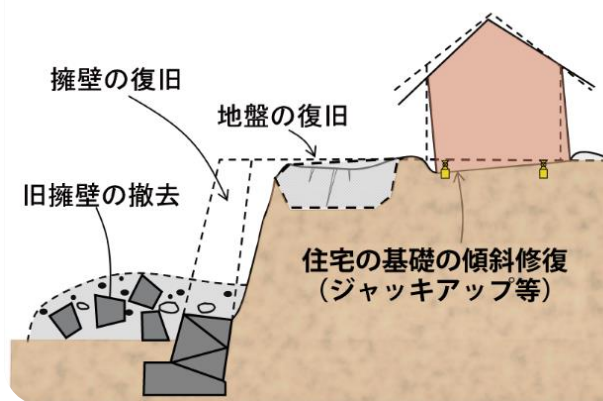 擁壁の復旧
地盤の復旧
旧擁壁の撤去
住宅の基礎の傾斜修復
（ジャッキアップ等）